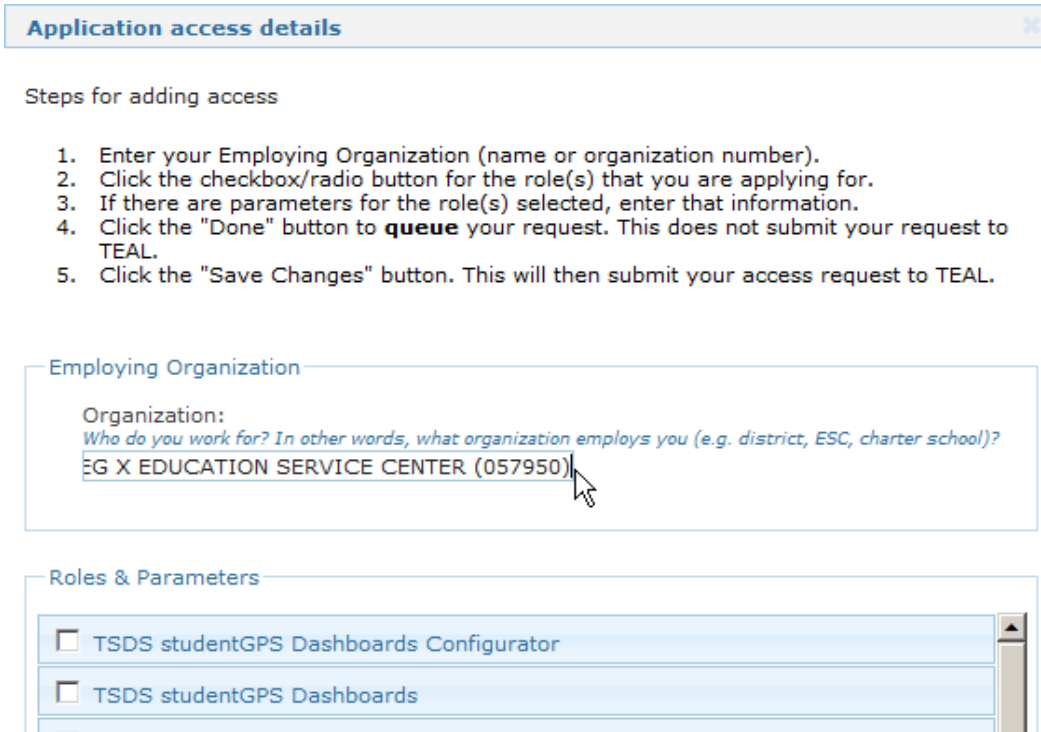 Application access details
Steps for adding access
1. Enter your Employing Organization (name or organization number).
2. Click the checkbox/radio button for the role(s) that you are applying for.
3. If there are parameters for the role(s) selected, enter that information.
4. Click the "Done" button to queue your request. This does not submit your request to
TEAL.
5. Click the "Save Changes" button. This will then submit your access request to TEAL.
Employing Organization
Organization:
Who do you work for? In other words, what organization employs you (e.g. district, ESC, charter school)?
EG X EDUCATION SERVICE CENTER (057950)
Roles & Parameters
TSDS studentGPS Dashboards Configurator
TSDS studentGPS Dashboards